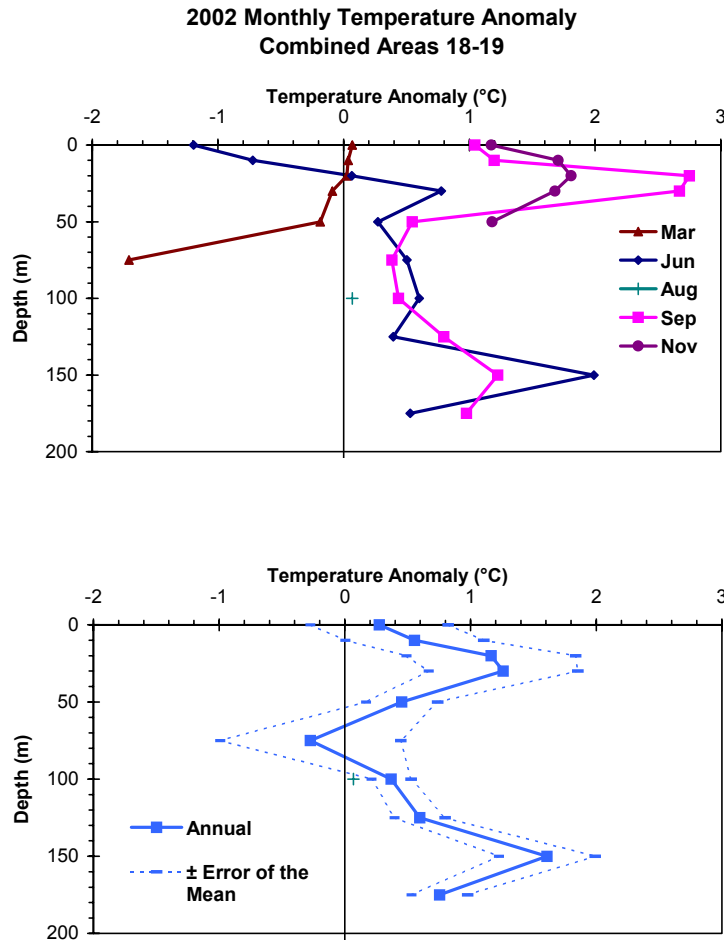 2002 Monthly Temperature Anomaly
Combined Areas 18-19
Temperature Anomaly (°C)
-2 -1 0 1 2 3
0
50
100
150
200
Depth (m)
Mar
Jun
Aug
Sep
Nov
Temperature Anomaly (°C)
-2 -1 0 1 2 3
0
50
100
150
200
Depth (m)
Annual
± Error of the
Mean